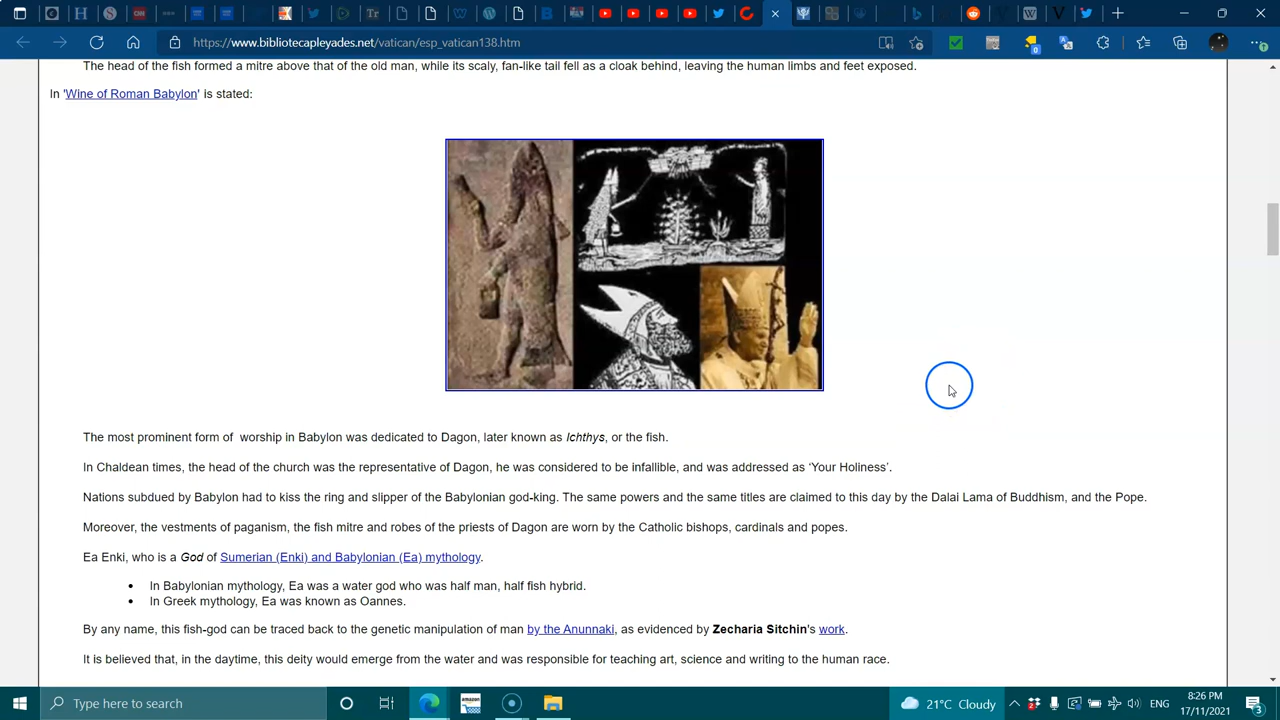 https://www.bibliotecapleyades.net/vatican/esp_vatican138.htm
The head of the fish formed a mitre above that of the old man, while its scaly, fan-like tail fell as a cloak behind, leaving the human limbs and feet exposed.
In 'Wine of Roman Babylon' is stated:
The most prominent form of worship in Babylon was dedicated to Dagon, later known as Ichthys, or the fish.
In Chaldean times, the head of the church was the representative of Dagon, he was considered to be infallible, and was addressed as ‘Your Holiness’.
Nations subdued by Babylon had to kiss the ring and slipper of the Babylonian god-king. The same powers and the same titles are claimed to this day by the Dalai Lama of Buddhism, and the Pope.
Moreover, the vestments of paganism, the fish mitre and robes of the priests of Dagon are worn by the Catholic bishops, cardinals and popes.
Ea Enki, who is a God of Sumerian (Enki) and Babylonian (Ea) mythology.
• In Babylonian mythology, Ea was a water god who was half man, half fish hybrid.
• In Greek mythology, Ea was known as Oannes.
By any name, this fish-god can be traced back to the genetic manipulation of man by the Anunnaki, as evidenced by Zecharia Sitchin's work.
It is believed that, in the daytime, this deity would emerge from the water and was responsible for teaching art, science and writing to the human race.
Type here to search
amazon
21°C Cloudy
ENG
8:26 PM
17/11/2021